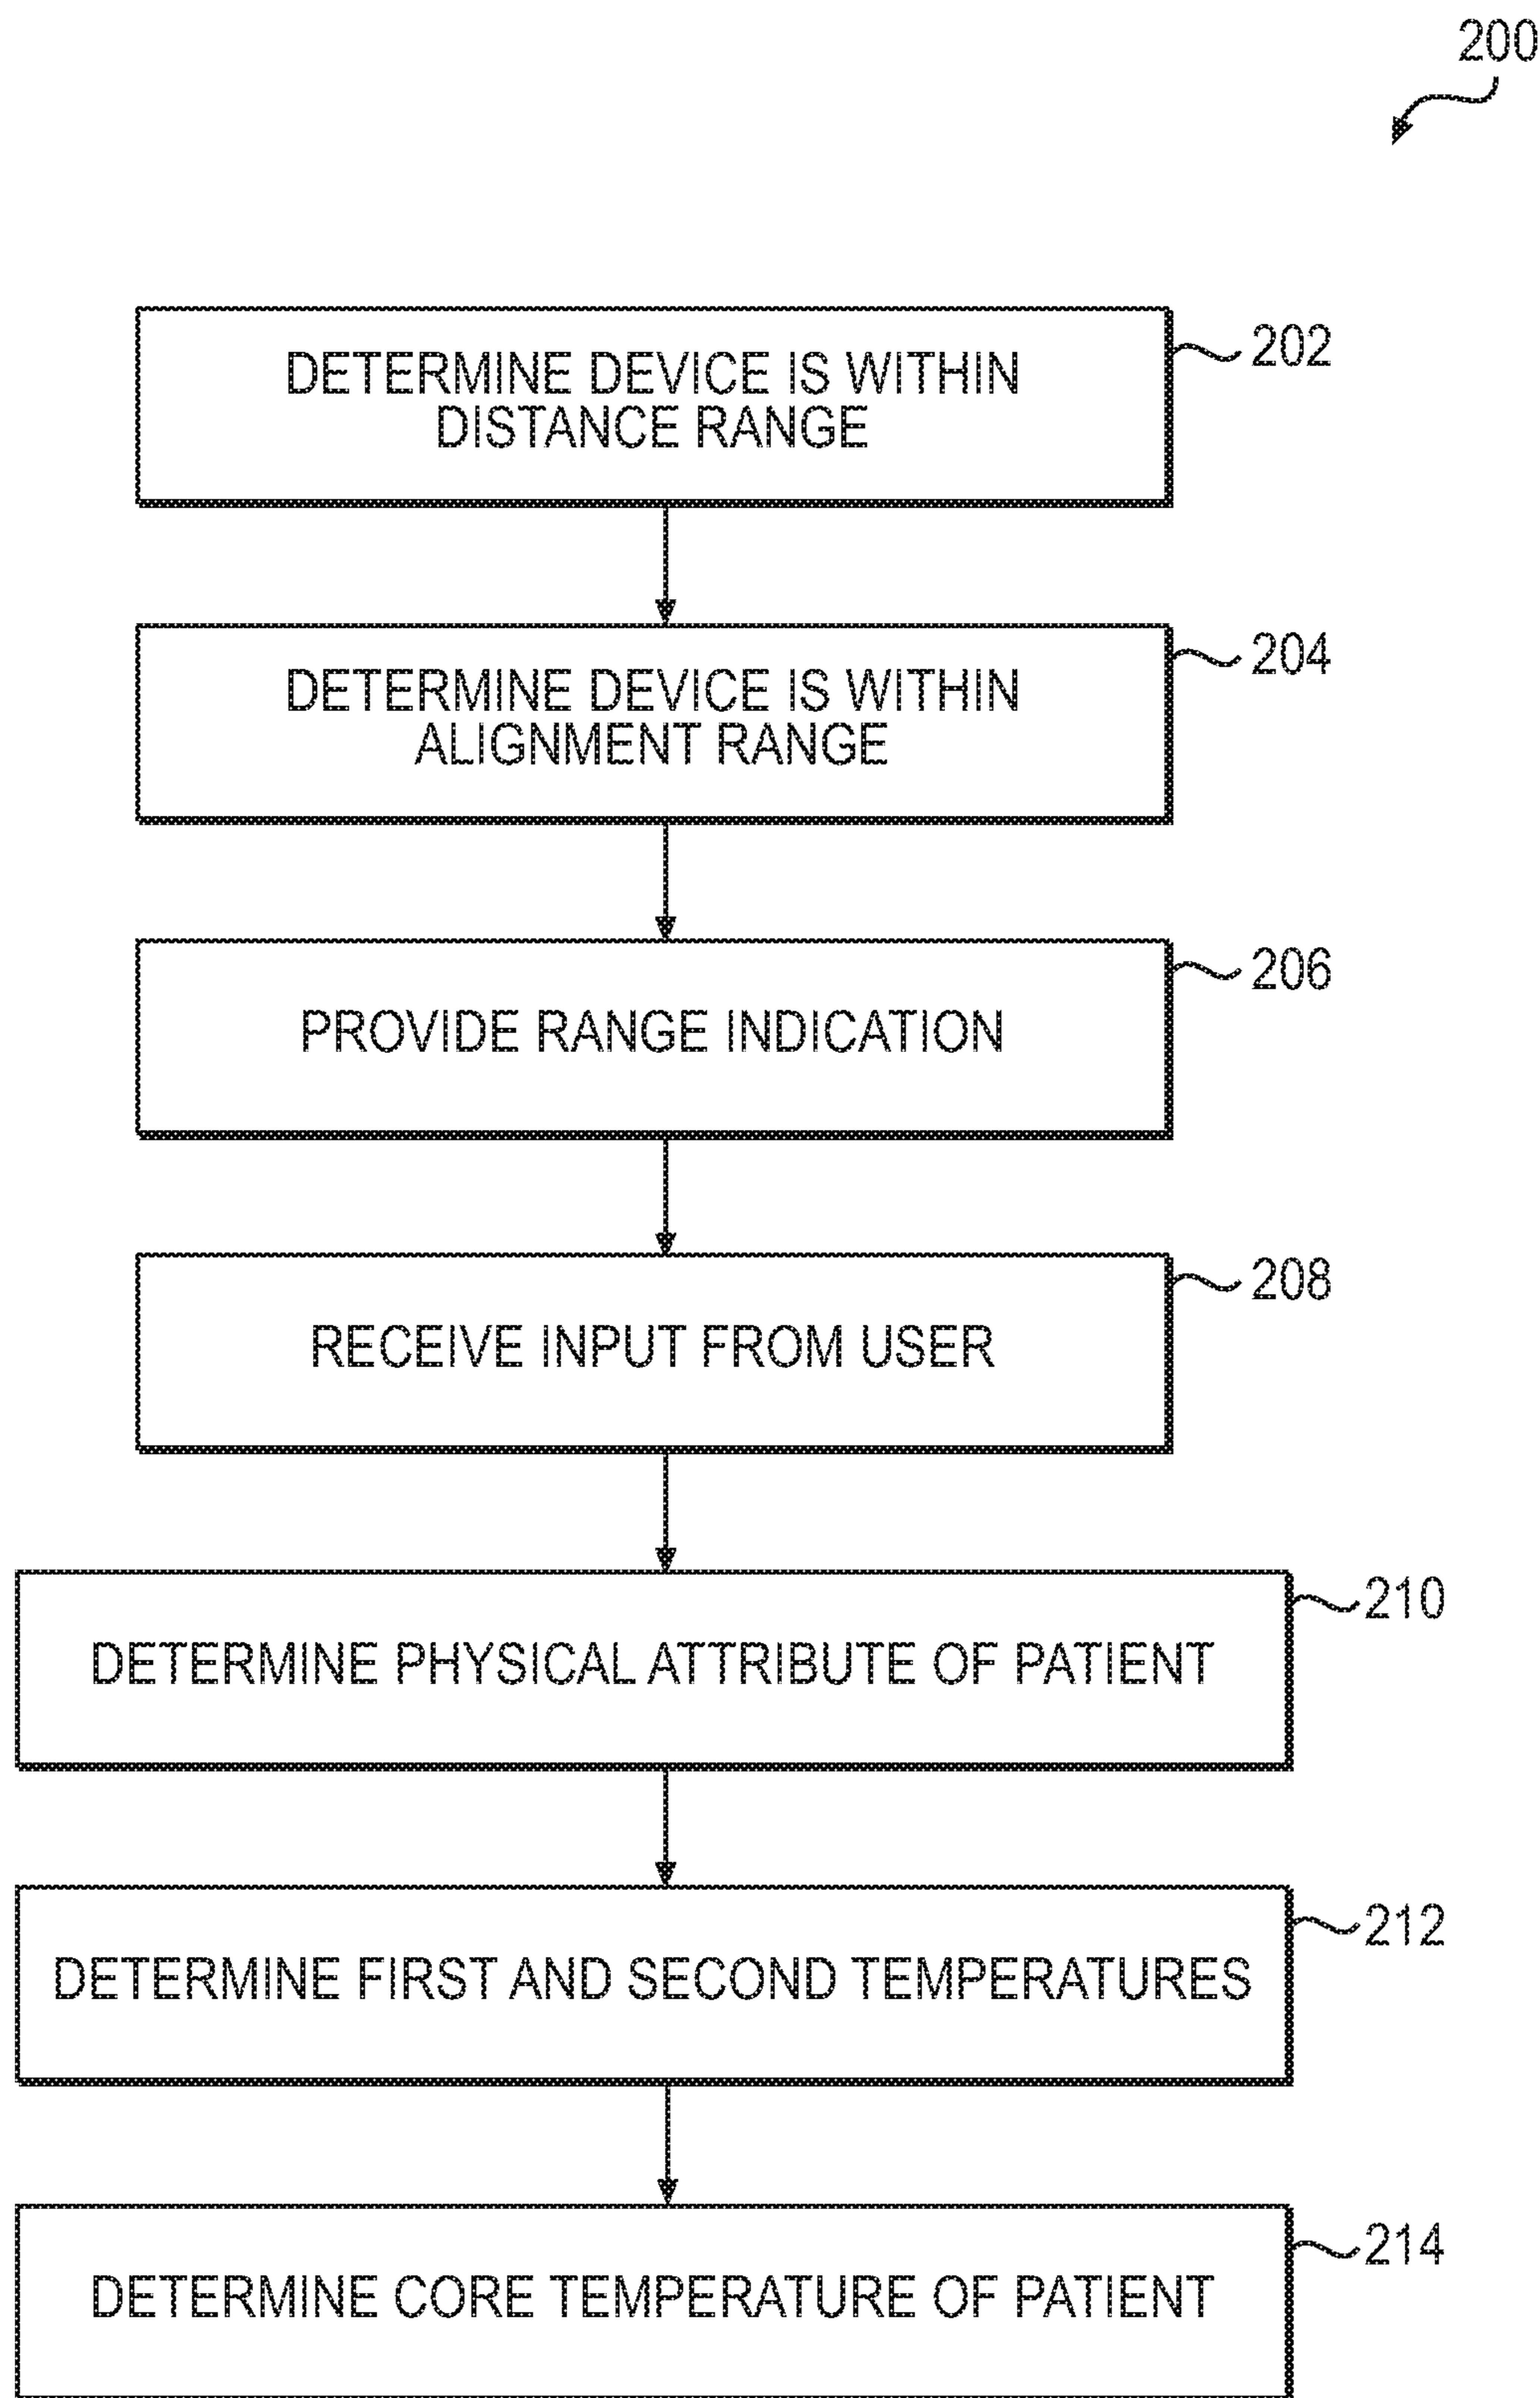 200
DETERMINE DEVICE IS WITHIN
DISTANCE RANGE
202
DETERMINE DEVICE IS WITHIN
ALIGNMENT RANGE
204
PROVIDE RANGE INDICATION
206
RECEIVE INPUT FROM USER
208
DETERMINE PHYSICAL ATTRIBUTE OF PATIENT
210
DETERMINE FIRST AND SECOND TEMPERATURES
212
DETERMINE CORE TEMPERATURE OF PATIENT
214